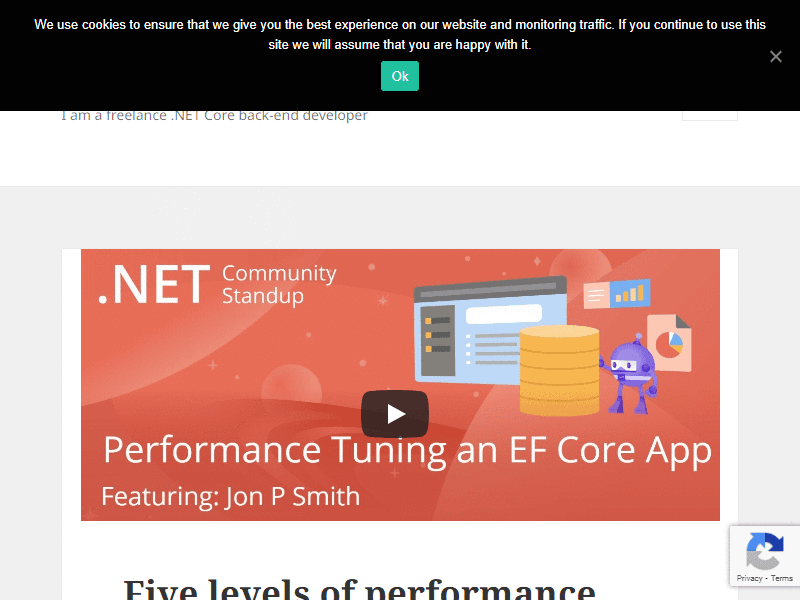 We use cookies to ensure that we give you the best experience on our website and monitoring traffic. If you continue to use this
site we will assume that you are happy with it.
Ok
I am a freelance .NET Core back-end developer
.NET Community
Standup
Performance Tuning an EF Core App
Featuring: Jon P Smith
Privacy - Terms
Five levels of performance